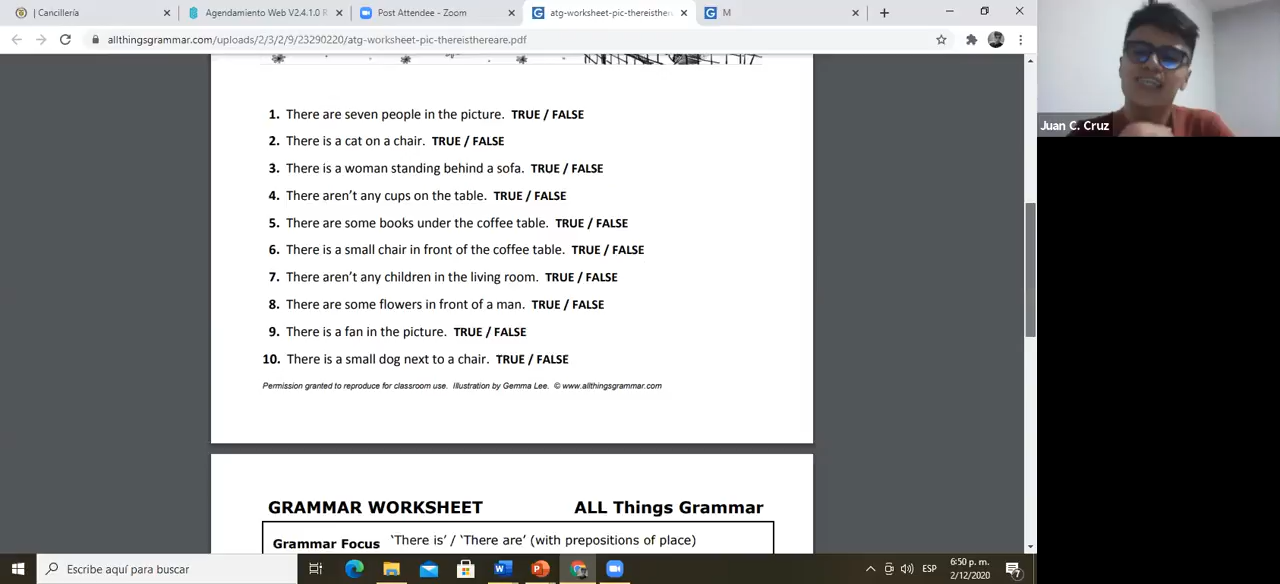 | Cancillería
Agendamiento Web V2.4.1.0 R
Post Attendee - Zoom
atg-worksheet-pic-thereisthere
M
allthingsgrammar.com/uploads/2/3/2/9/23290220/atg-worksheet-pic-thereisthereare.pdf
1. There are seven people in the picture. TRUE / FALSE
2. There is a cat on a chair. TRUE / FALSE
3. There is a woman standing behind a sofa. TRUE / FALSE
4. There aren't any cups on the table. TRUE / FALSE
5. There are some books under the coffee table. TRUE / FALSE
6. There is a small chair in front of the coffee table. TRUE / FALSE
7. There aren't any children in the living room. TRUE / FALSE
8. There are some flowers in front of a man. TRUE / FALSE
9. There is a fan in the picture. TRUE / FALSE
10. There is a small dog next to a chair. TRUE / FALSE
Permission granted to reproduce for classroom use. Illustration by Gemma Lee. © www.allthingsgrammar.com
GRAMMAR WORKSHEET ALL Things Grammar
Grammar Focus 'There is' / 'There are' (with prepositions of place)
Juan C. Cruz
Escribe aquí para buscar
ESP
6:50 p. m.
2/12/2020
7